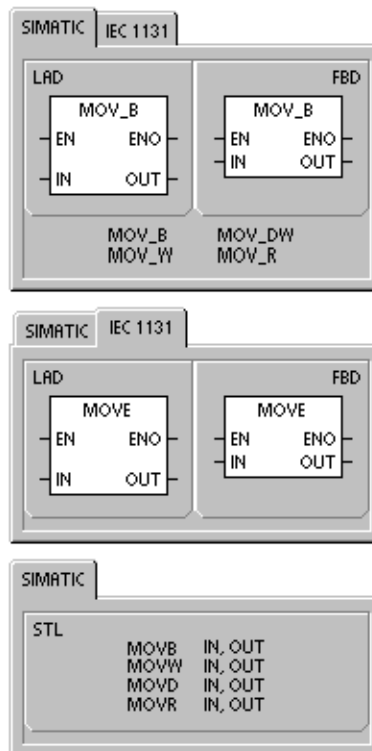 SIMATIC IEC 1131
LAD FBD
MOV_B MOV_B
EN ENO EN ENO
IN OUT IN OUT
MOV_B MOV_DW
MOV_W MOV_R
SIMATIC IEC 1131
LAD FBD
MOVE MOVE
EN ENO EN ENO
IN OUT IN OUT
SIMATIC
STL
MOVB IN, OUT
MOVW IN, OUT
MOVD IN, OUT
MOVR IN, OUT